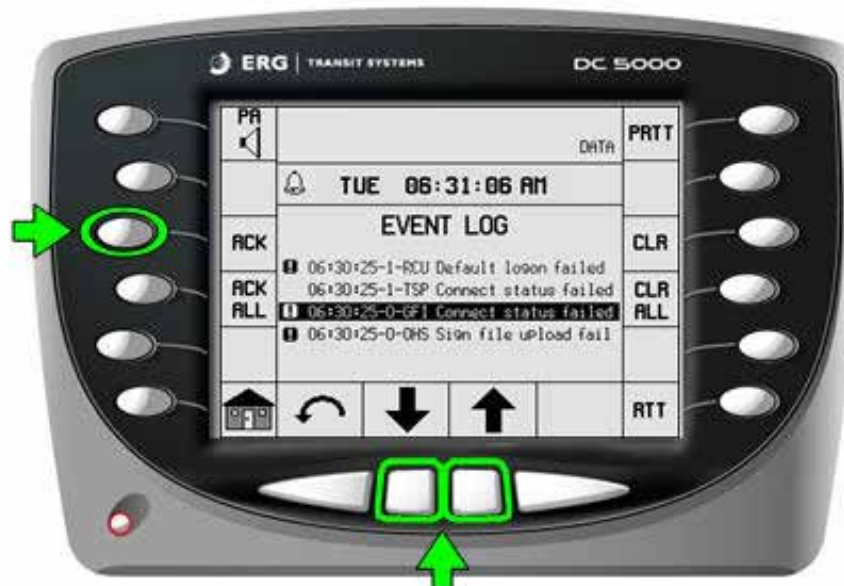 ERG TRANSIT SYSTEMS DC 5000
PA
DATA
PRTT
TUE 06:31:06 AM
EVENT LOG
ACK
CLR
06:30:25-1-RCU Default logon failed
ACK ALL
06:30:25-1-TSP Connect status failed
CLR ALL
06:30:25-0-GFI Connect status failed
06:30:25-0-OHS Sign file upload fail
RTT